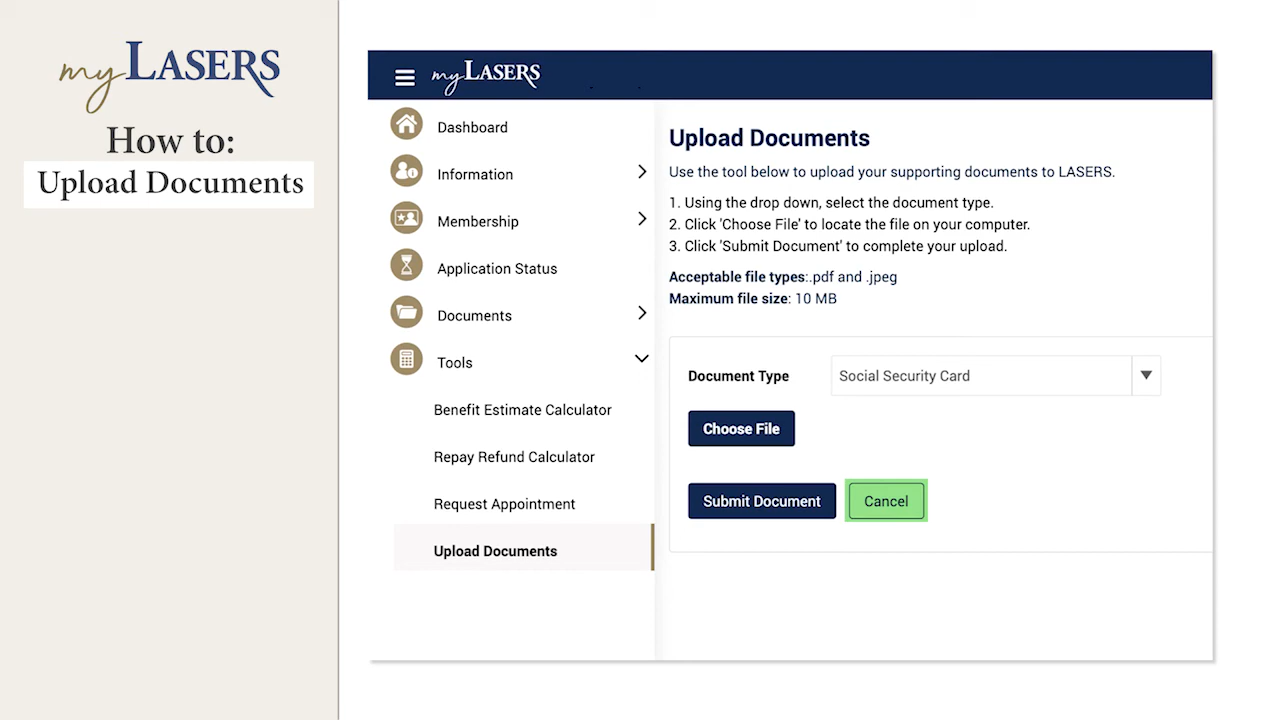 myLASERS
How to:
Upload Documents
myLASERS
Dashboard
Information
Membership
Application Status
Documents
Tools
Benefit Estimate Calculator
Repay Refund Calculator
Request Appointment
Upload Documents
Upload Documents
Use the tool below to upload your supporting documents to LASERS.
1. Using the drop down, select the document type.
2. Click 'Choose File' to locate the file on your computer.
3. Click 'Submit Document' to complete your upload.
Acceptable file types:.pdf and .jpeg
Maximum file size: 10 MB
Document Type Social Security Card
Choose File
Submit Document Cancel